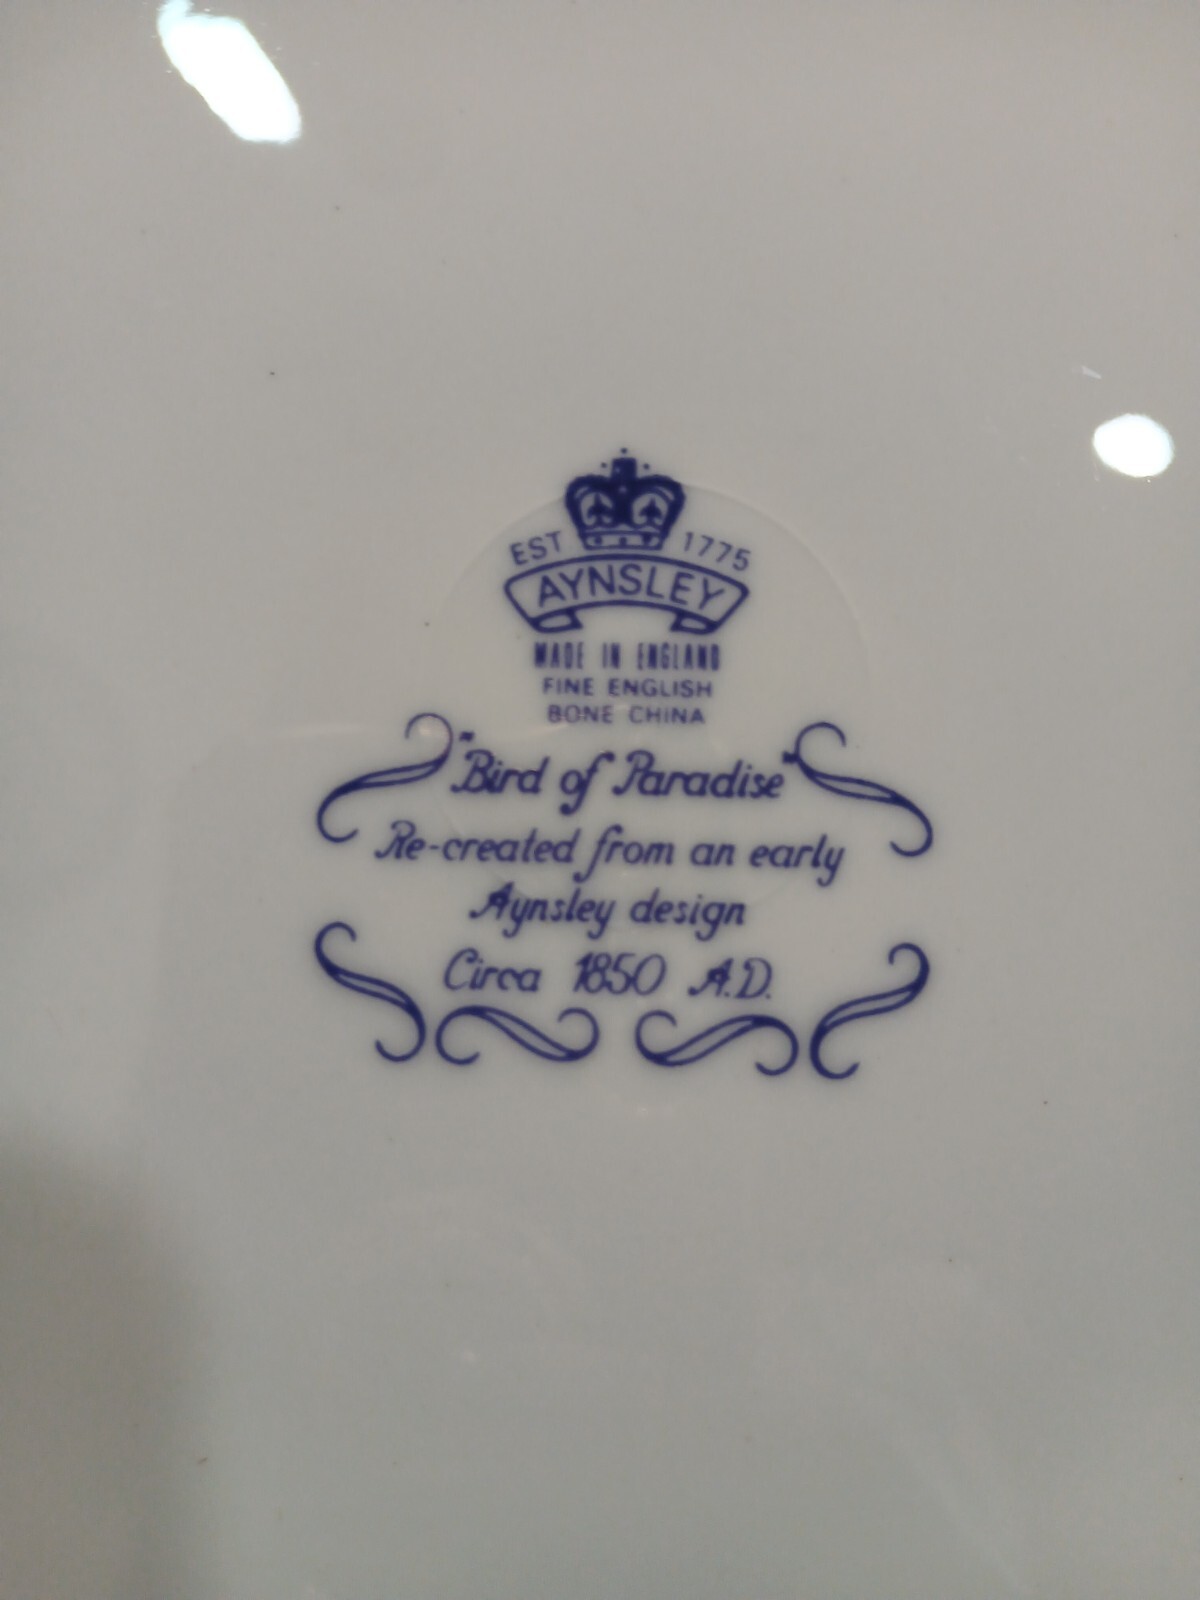 EST 1775
AYNSLEY
MADE IN ENGLAND
FINE ENGLISH
BONE CHINA
"Bird of Paradise"
Re-created from an early
Aynsley design
Circa 1850 A.D.